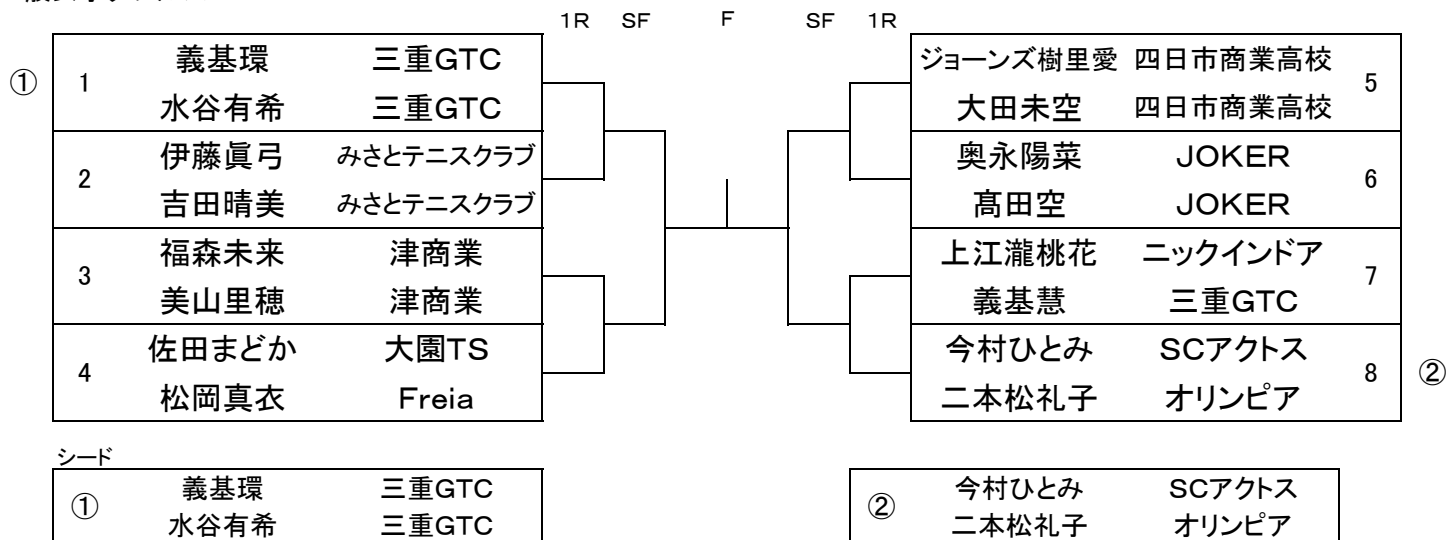 1R SF F SF 1R
① 1 義基環 三重GTC
水谷有希 三重GTC
2 伊藤眞弓 みさとテニスクラブ
吉田晴美 みさとテニスクラブ
3 福森未来 津商業
美山里穂 津商業
4 佐田まどか 大園TS
松岡真衣 Freia
ジョーンズ樹里愛 四日市商業高校 5
大田未空 四日市商業高校
奥永陽菜 JOKER 6
髙田空 JOKER
上江瀧桃花 ニックインドア 7
義基慧 三重GTC
今村ひとみ SCアクトス 8 ②
二本松礼子 オリンピア
シード
① 義基環 三重GTC
水谷有希 三重GTC
② 今村ひとみ SCアクトス
二本松礼子 オリンピア